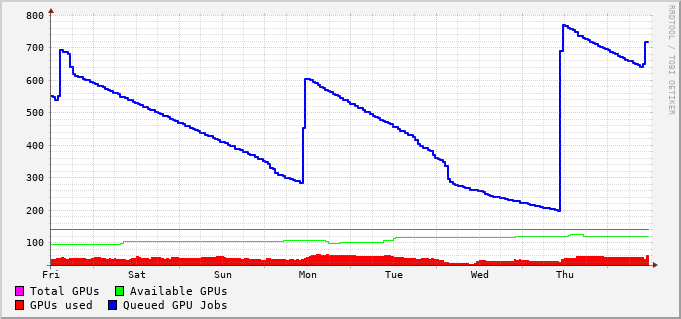 800
700
600
500
400
300
200
100
Fri Sat Sun Mon Tue Wed Thu
RRDTOOL / TOBI OETIKER
Total GPUs Available GPUs
GPUs used Queued GPU Jobs